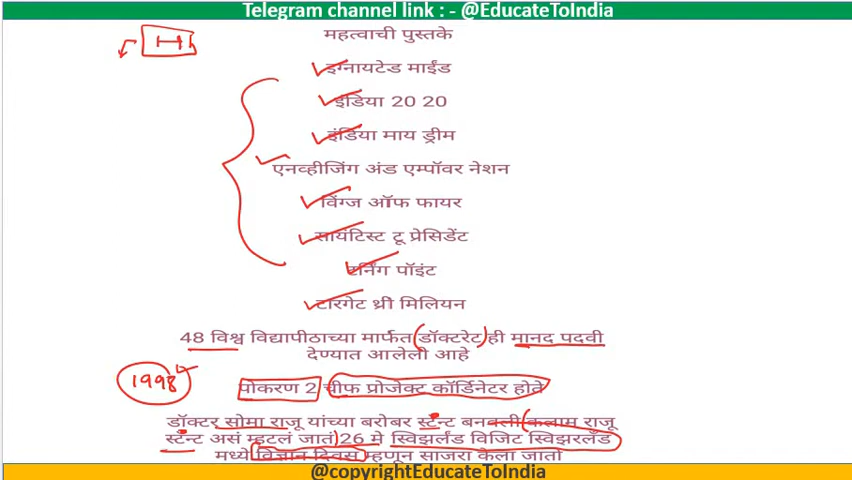 Telegram channel link : - @EducateToIndia
महत्वाची पुस्तके
इग्नायटेड माईंड
इंडिया 20 20
इंडिया माय ड्रीम
एनव्हीजिंग अंड एम्पॉवर नेशन
विंग्ज ऑफ फायर
सायंटिस्ट टू प्रेसिडेंट
टर्निंग पॉइंट
टारगेट थ्री मिलियन
48 विश्व विद्यापीठाच्या मार्फत डॉक्टरेट ही मानद पदवी
देण्यात आलेली आहे
1998
पोकरण 2 चीफ प्रोजेक्ट कॉर्डिनेटर होते
डॉक्टर सोमा राजू यांच्या बरोबर स्टेन्ट बनवली (कलाम राजू
स्टेन्ट असं म्हटलं जातं) 26 मे स्विझर्लंड विजिट स्विझरलँड
मध्ये विज्ञान दिवस म्हणून साजरा केला जातो
@copyrightEducateToIndia